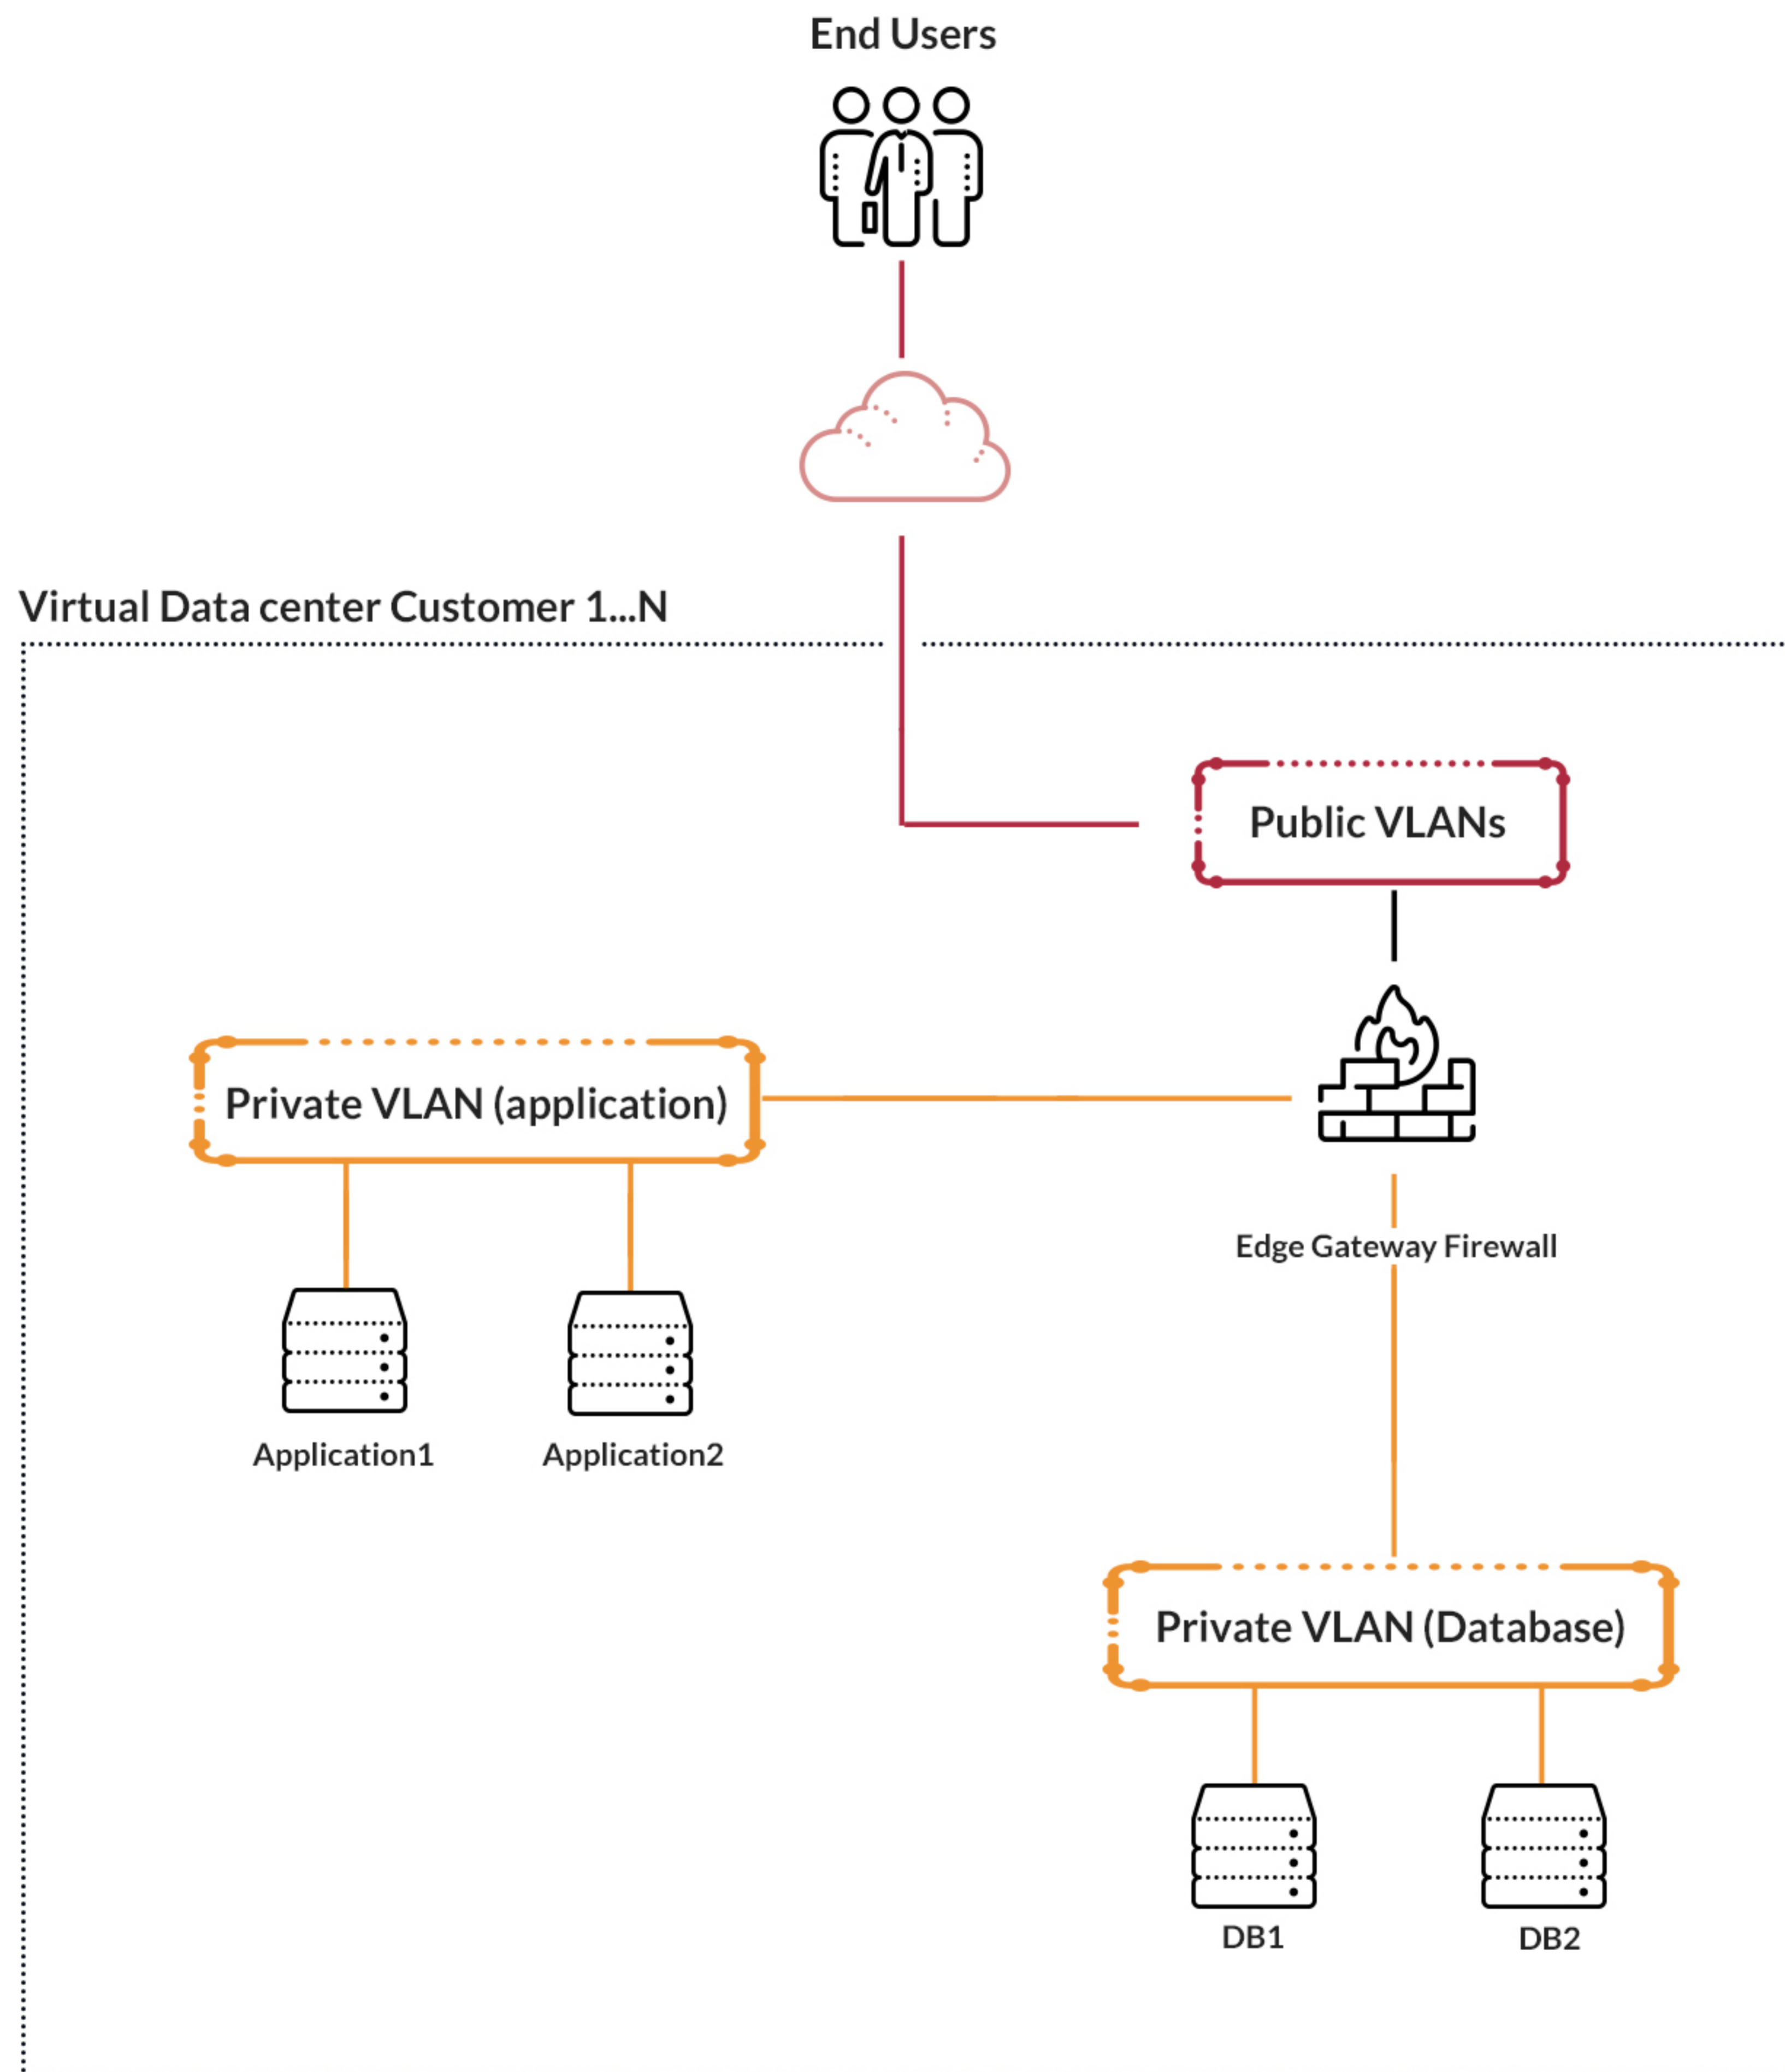 End Users
Virtual Data center Customer 1...N
Public VLANs
Private VLAN (application)
Edge Gateway Firewall
Application1
Application2
Private VLAN (Database)
DB1
DB2